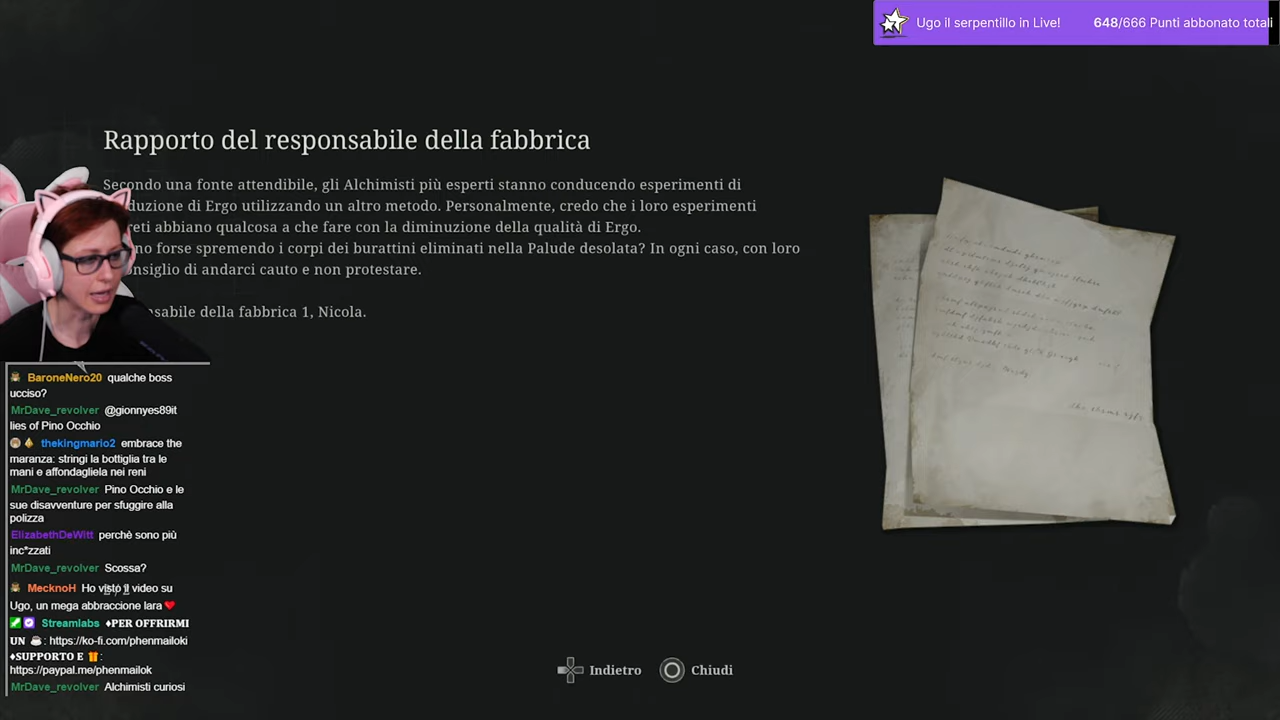 Ugo il serpentillo in Live!
648/666 Punti abbonato totali
Rapporto del responsabile della fabbrica
Secondo una fonte attendibile, gli Alchimisti più esperti stanno conducendo esperimenti di
duzione di Ergo utilizzando un altro metodo. Personalmente, credo che i loro esperimenti
reti abbiano qualcosa a che fare con la diminuzione della qualità di Ergo.
no forse spremendo i corpi dei burattini eliminati nella Palude desolata? In ogni caso, con loro
onsiglio di andarci cauto e non protestare.
nsabile della fabbrica 1, Nicola.
BaroneNero20 qualche boss
ucciso?
MrDave_revolver @gionnyes89it
lies of Pino Occhio
thekingmario2 embrace the
maranza: stringi la bottiglia tra le
mani e affondagliela nei reni
MrDave_revolver Pino Occhio e le
sue disavventure per sfuggire alla
polizza
ElizabethDeWitt perchè sono più
inc*zzati
MrDave_revolver Scossa?
MecknoH Ho visto il video su
Ugo, un mega abbraccione lara ❤
Streamlabs ♦PER OFFRIRMI
UN ☕: https://ko-fi.com/phenmailoki
♦SUPPORTO E 🎁:
https://paypal.me/phenmailok
MrDave_revolver Alchimisti curiosi
Indietro
Chiudi